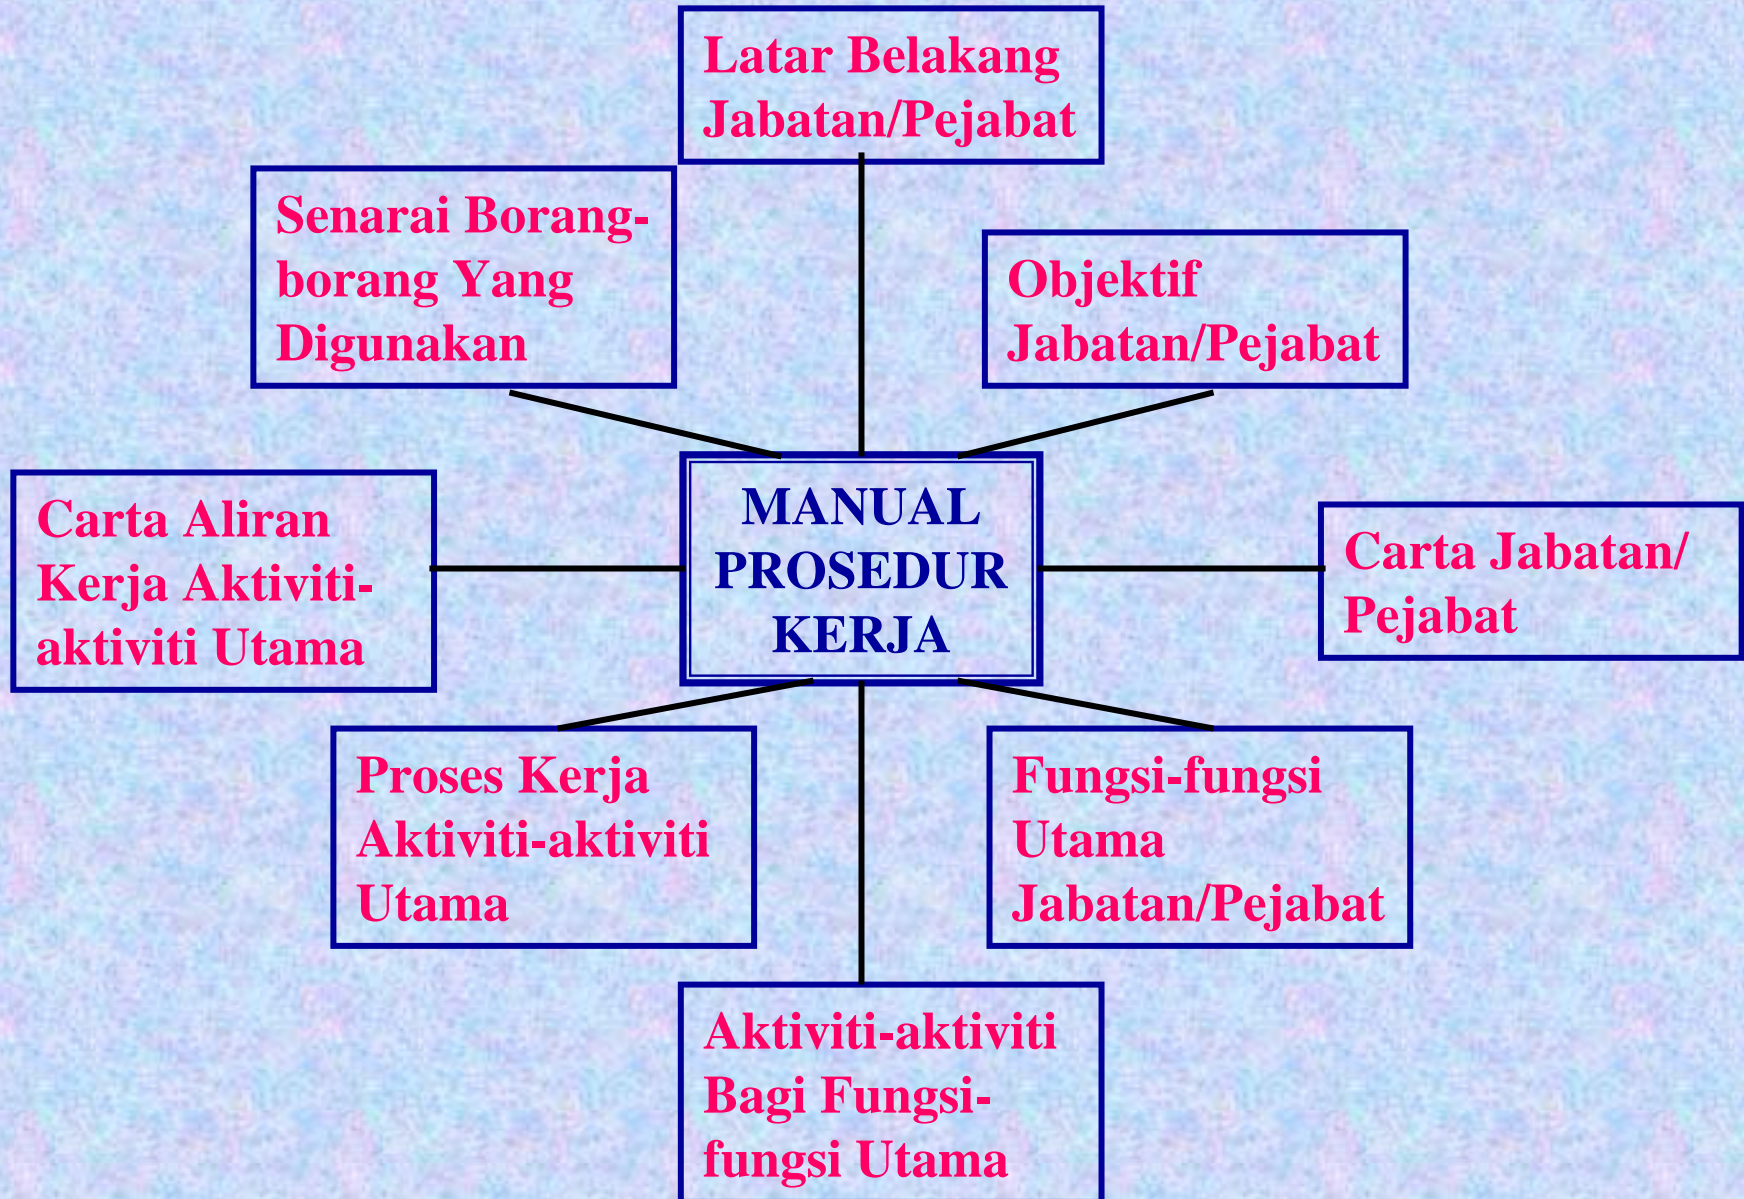 Latar Belakang
Jabatan/Pejabat
Senarai Borang-
borang Yang
Digunakan
Objektif
Jabatan/Pejabat
Carta Aliran
Kerja Aktiviti-
aktiviti Utama
MANUAL
PROSEDUR
KERJA
Carta Jabatan/
Pejabat
Proses Kerja
Aktiviti-aktiviti
Utama
Fungsi-fungsi
Utama
Jabatan/Pejabat
Aktiviti-aktiviti
Bagi Fungsi-
fungsi Utama